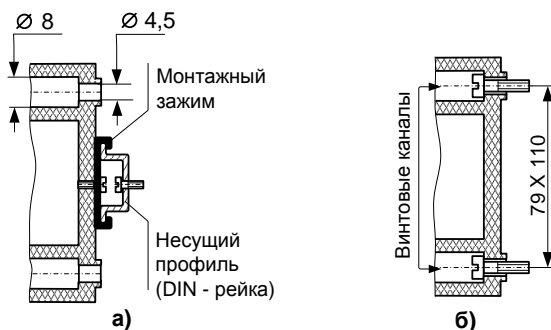 Ø 8
Ø 4,5
Монтажный
зажим
Несущий
профиль
(DIN - рейка)
а)
Винтовые каналы
79 X 110
б)